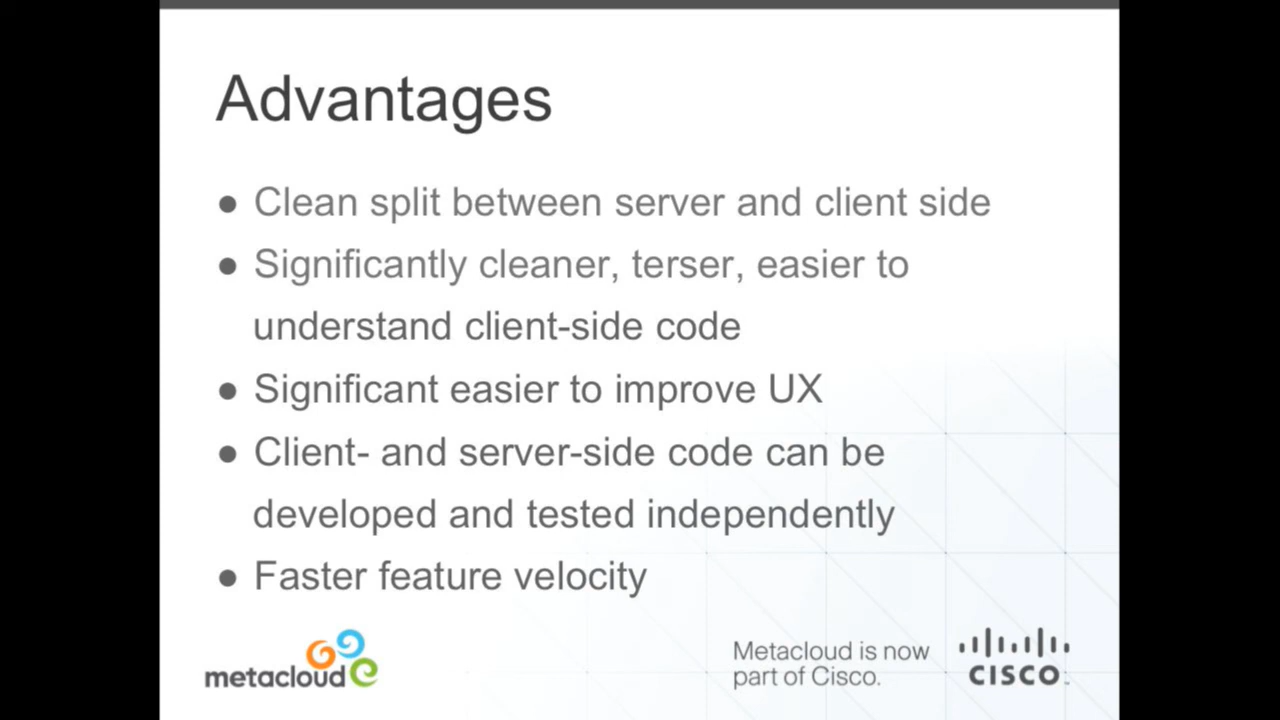 Advantages
● Clean split between server and client side
● Significantly cleaner, terser, easier to
understand client-side code
● Significant easier to improve UX
● Client- and server-side code can be
developed and tested independently
● Faster feature velocity
metacloud
Metacloud is now
part of Cisco.
CISCO